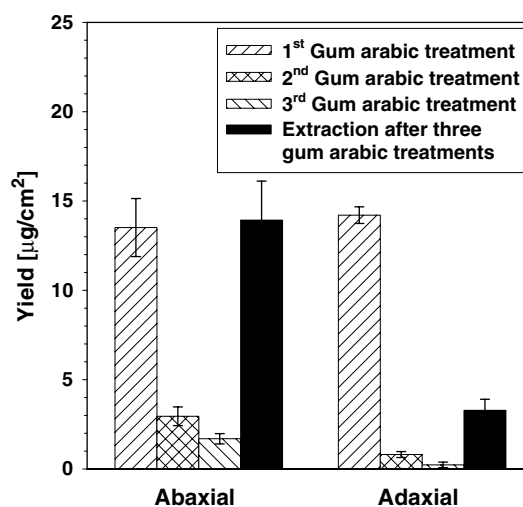 25
20
15
10
5
0
Yield [µg/cm²]
1st Gum arabic treatment
2nd Gum arabic treatment
3rd Gum arabic treatment
Extraction after three
gum arabic treatments
Abaxial
Adaxial